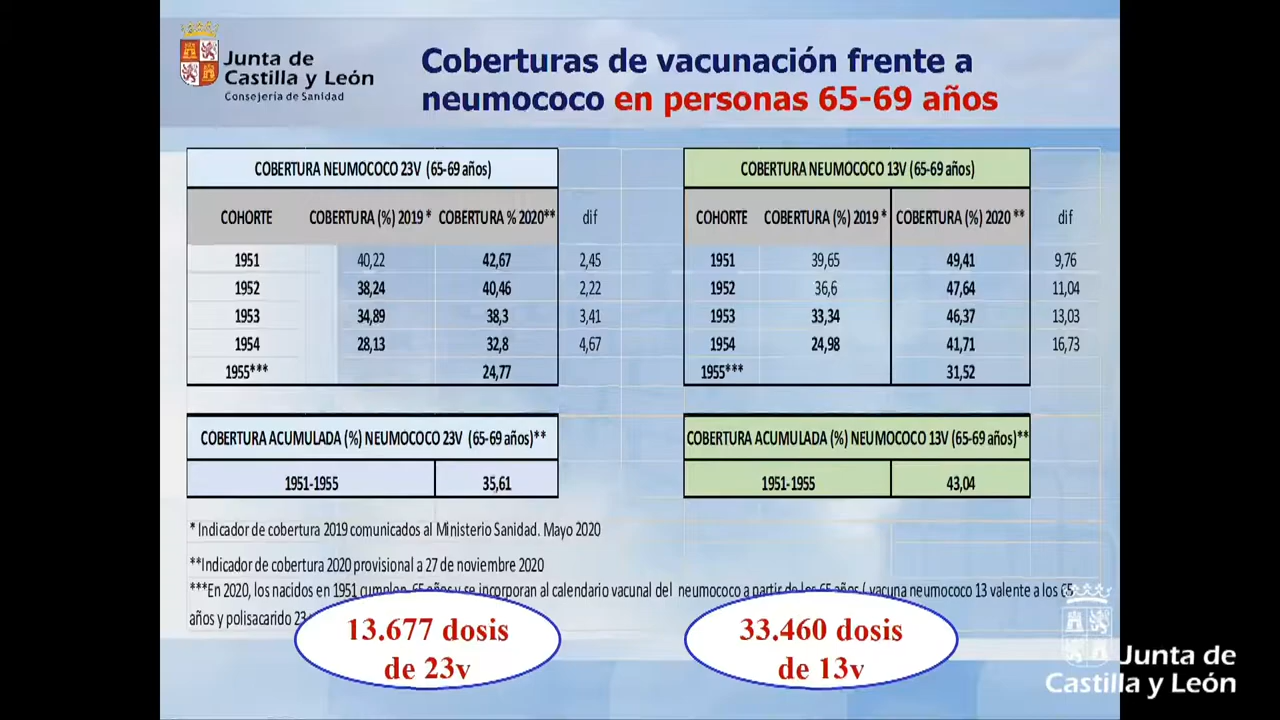 Junta de
Castilla y León
Consejería de Sanidad
Coberturas de vacunación frente a
neumococo en personas 65-69 años
COBERTURA NEUMOCOCO 23V (65-69 años)
COHORTE COBERTURA (%) 2019 * COBERTURA % 2020** dif
1951 40,22 42,67 2,45
1952 38,24 40,46 2,22
1953 34,89 38,3 3,41
1954 28,13 32,8 4,67
1955*** 24,77
COBERTURA NEUMOCOCO 13V (65-69 años)
COHORTE COBERTURA (%) 2019 * COBERTURA (%) 2020 ** dif
1951 39,65 49,41 9,76
1952 36,6 47,64 11,04
1953 33,34 46,37 13,03
1954 24,98 41,71 16,73
1955*** 31,52
COBERTURA ACUMULADA (%) NEUMOCOCO 23V (65-69 años)**
1951-1955 35,61
COBERTURA ACUMULADA (%) NEUMOCOCO 13V (65-69 años)**
1951-1955 43,04
* Indicador de cobertura 2019 comunicados al Ministerio Sanidad. Mayo 2020
**Indicador de cobertura 2020 provisional a 27 de noviembre 2020
***En 2020, los nacidos en 1951 cumplen 65 años y se incorporan al calendario vacunal del neumococo a partir de los 65 años ( vacuna neumococo 13 valente a los 65
años y polisacarido 23
13.677 dosis
de 23v
33.460 dosis
de 13v
Junta de
Castilla y León